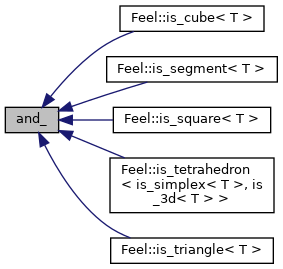 Feel::is_cube< T >
Feel::is_segment< T >
and_
Feel::is_square< T >
Feel::is_tetrahedron
< is_simplex< T >, is
_3d< T > >
Feel::is_triangle< T >